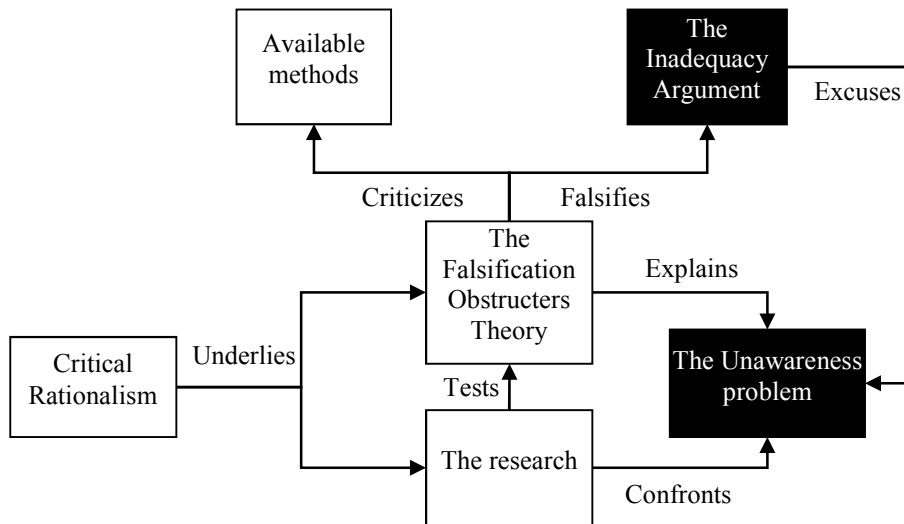 Available
methods
The
Inadequacy
Argument
Excuses
Criticizes
Falsifies
The
Falsification
Obstructers
Theory
Explains
Critical
Rationalism
Underlies
The Unawareness
problem
Tests
The research
Confronts